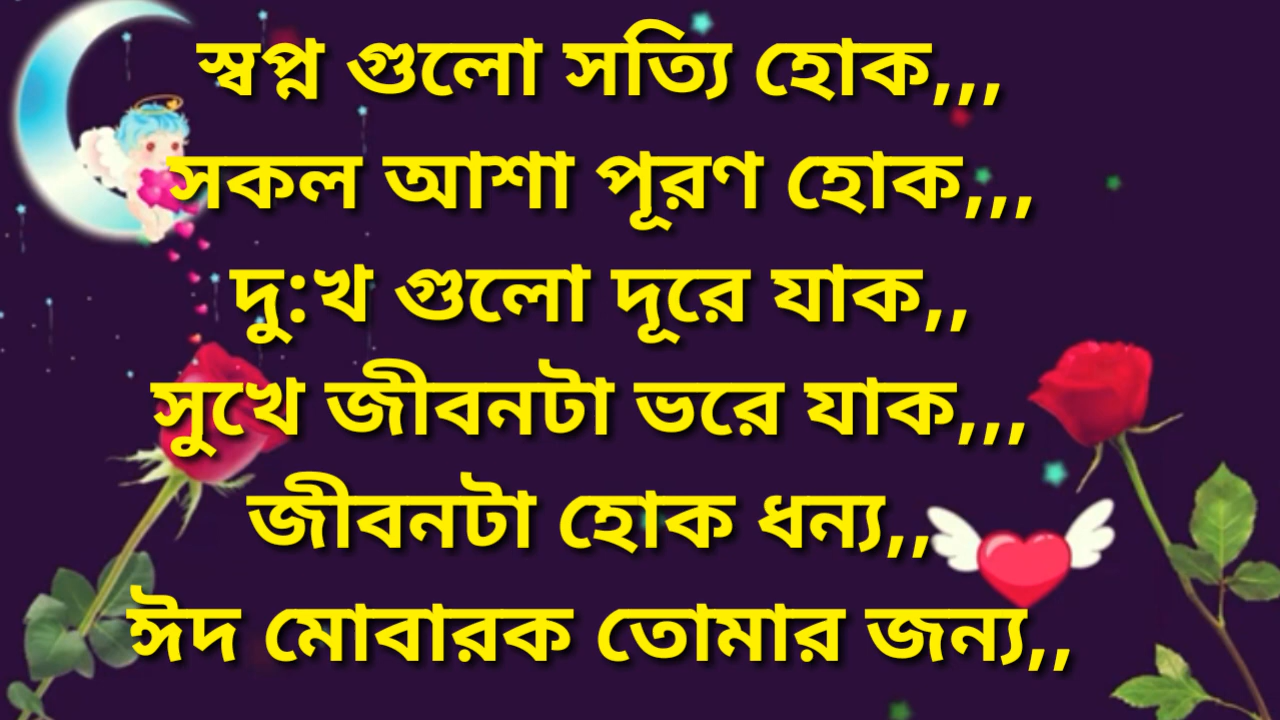 স্বপ্ন গুলো সত্যি হোক,,,
সকল আশা পূরণ হোক,,,
দু:খ গুলো দূরে যাক,,
সুখে জীবনটা ভরে যাক,,,
জীবনটা হোক ধন্য,,
ঈদ মোবারক তোমার জন্য,,